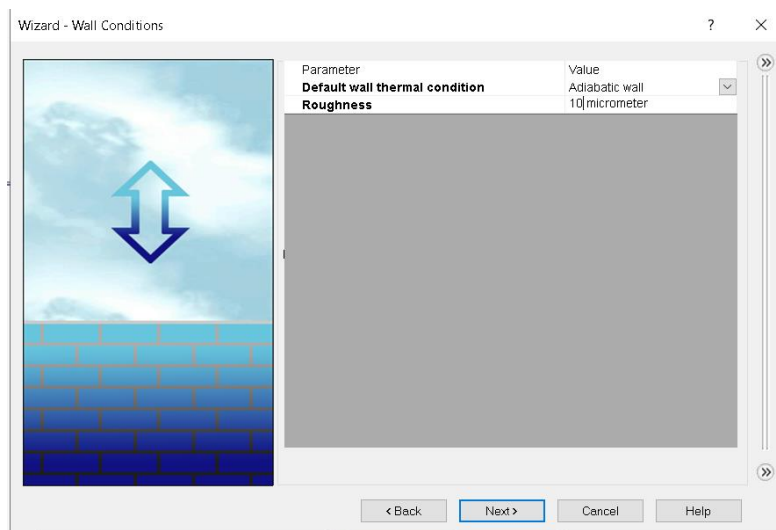 Wizard - Wall Conditions ? ×
Parameter Value
Default wall thermal condition Adiabatic wall
Roughness 10 micrometer
< Back Next > Cancel Help